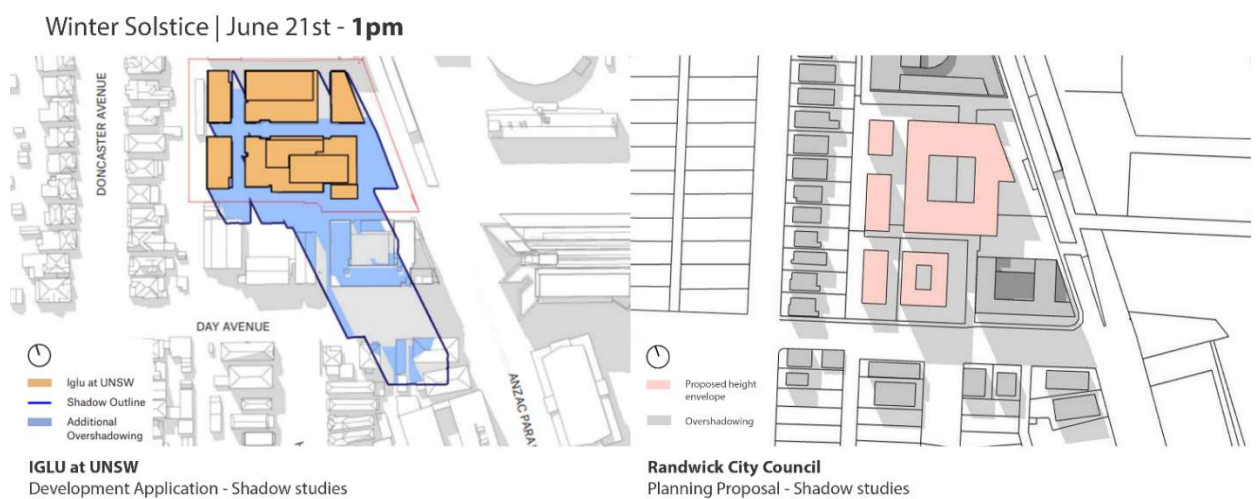 Winter Solstice | June 21st - 1pm
DONCASTER AVENUE
DAY AVENUE
ANZAC PARA
Iglu at UNSW
Shadow Outline
Additional
Overshadowing
IGLU at UNSW
Development Application - Shadow studies
Proposed height
envelope
Overshadowing
Randwick City Council
Planning Proposal - Shadow studies